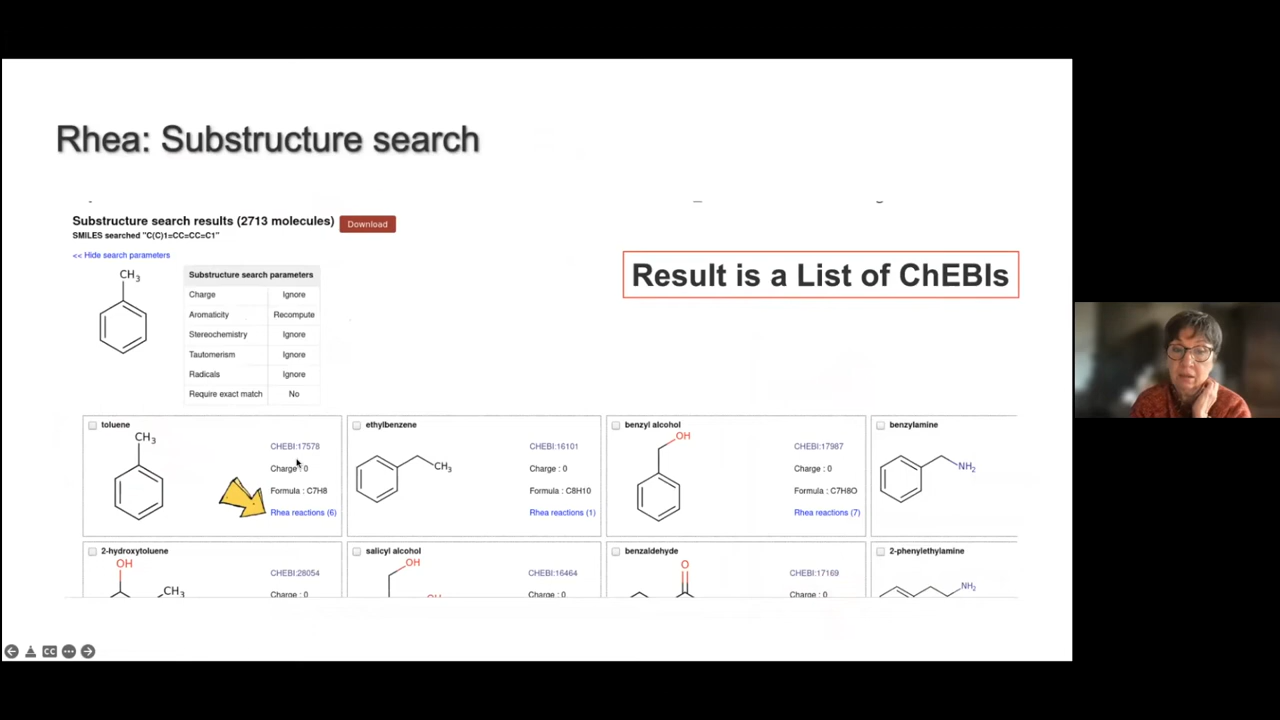 Rhea: Substructure search
Substructure search results (2713 molecules)
Download
SMILES searched "C(C)1=CC=CC=C1"
<< Hide search parameters
Result is a List of ChEBIs
CH3
Substructure search parameters
Charge Ignore
Aromaticity Recompute
Stereochemistry Ignore
Tautomerism Ignore
Radicals Ignore
Require exact match No
toluene
CH3
CHEBI:17578
Charge : 0
Formula : C7H8
Rhea reactions (6)
ethylbenzene
CH3
CHEBI:16101
Charge : 0
Formula : C8H10
Rhea reactions (1)
benzyl alcohol
OH
CHEBI:17987
Charge : 0
Formula : C7H8O
Rhea reactions (7)
benzylamine
NH2
2-hydroxytoluene
OH
CH3
CHEBI:28054
Charge : 0
salicyl alcohol
OH
OH
CHEBI:16464
Charge : 0
benzaldehyde
O
CHEBI:17169
Charge : 0
2-phenylethylamine
NH2
CC